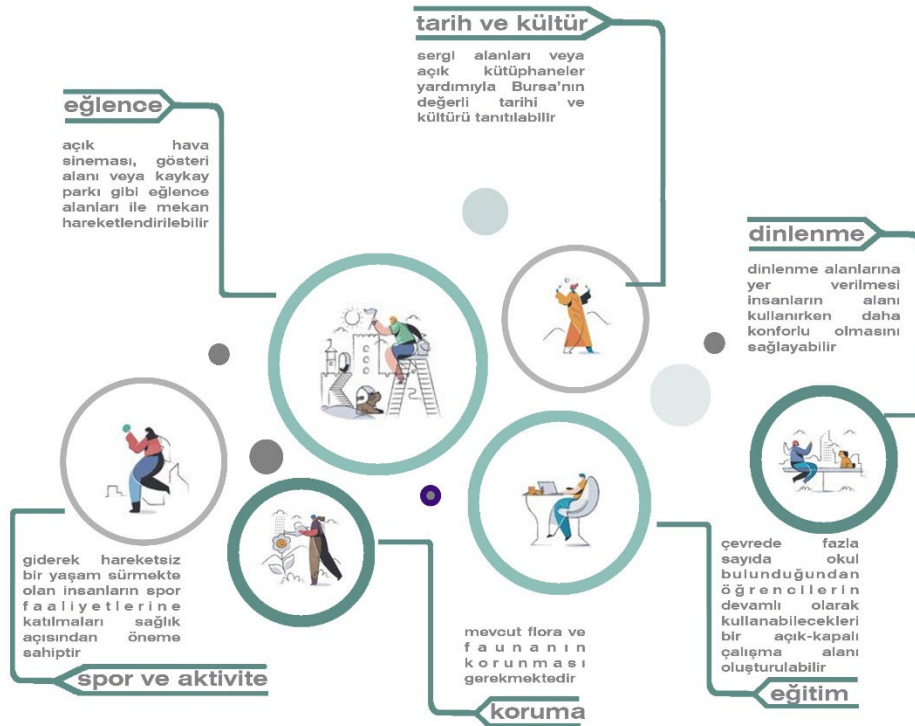 tarih ve kültür
sergi alanları veya
açık kütüphaneler
yardımıyla Bursa'nın
değerli tarihi ve
kültürü tanıtılabilir
eğlence
açık hava
sineması, gösteri
alanı veya kaykay
parkı gibi eğlence
alanları ile mekan
hareketlendirilebilir
dinlenme
dinlenme alanlarına
yer verilmesi
insanların alanı
kullanırken daha
konforlu olmasını
sağlayabilir
giderek hareketsiz
bir yaşam sürmekte
olan insanların spor
faaliyetlerine
katılmaları sağlık
açısından öneme
sahiptir
spor ve aktivite
mevcut flora ve
faunanın
korunması
gerekmektedir
koruma
çevrede fazla
sayıda okul
bulunduğundan
öğrencilerin
devamlı olarak
kullanabilecekleri
bir açık-kapalı
çalışma alanı
oluşturulabilir
eğitim